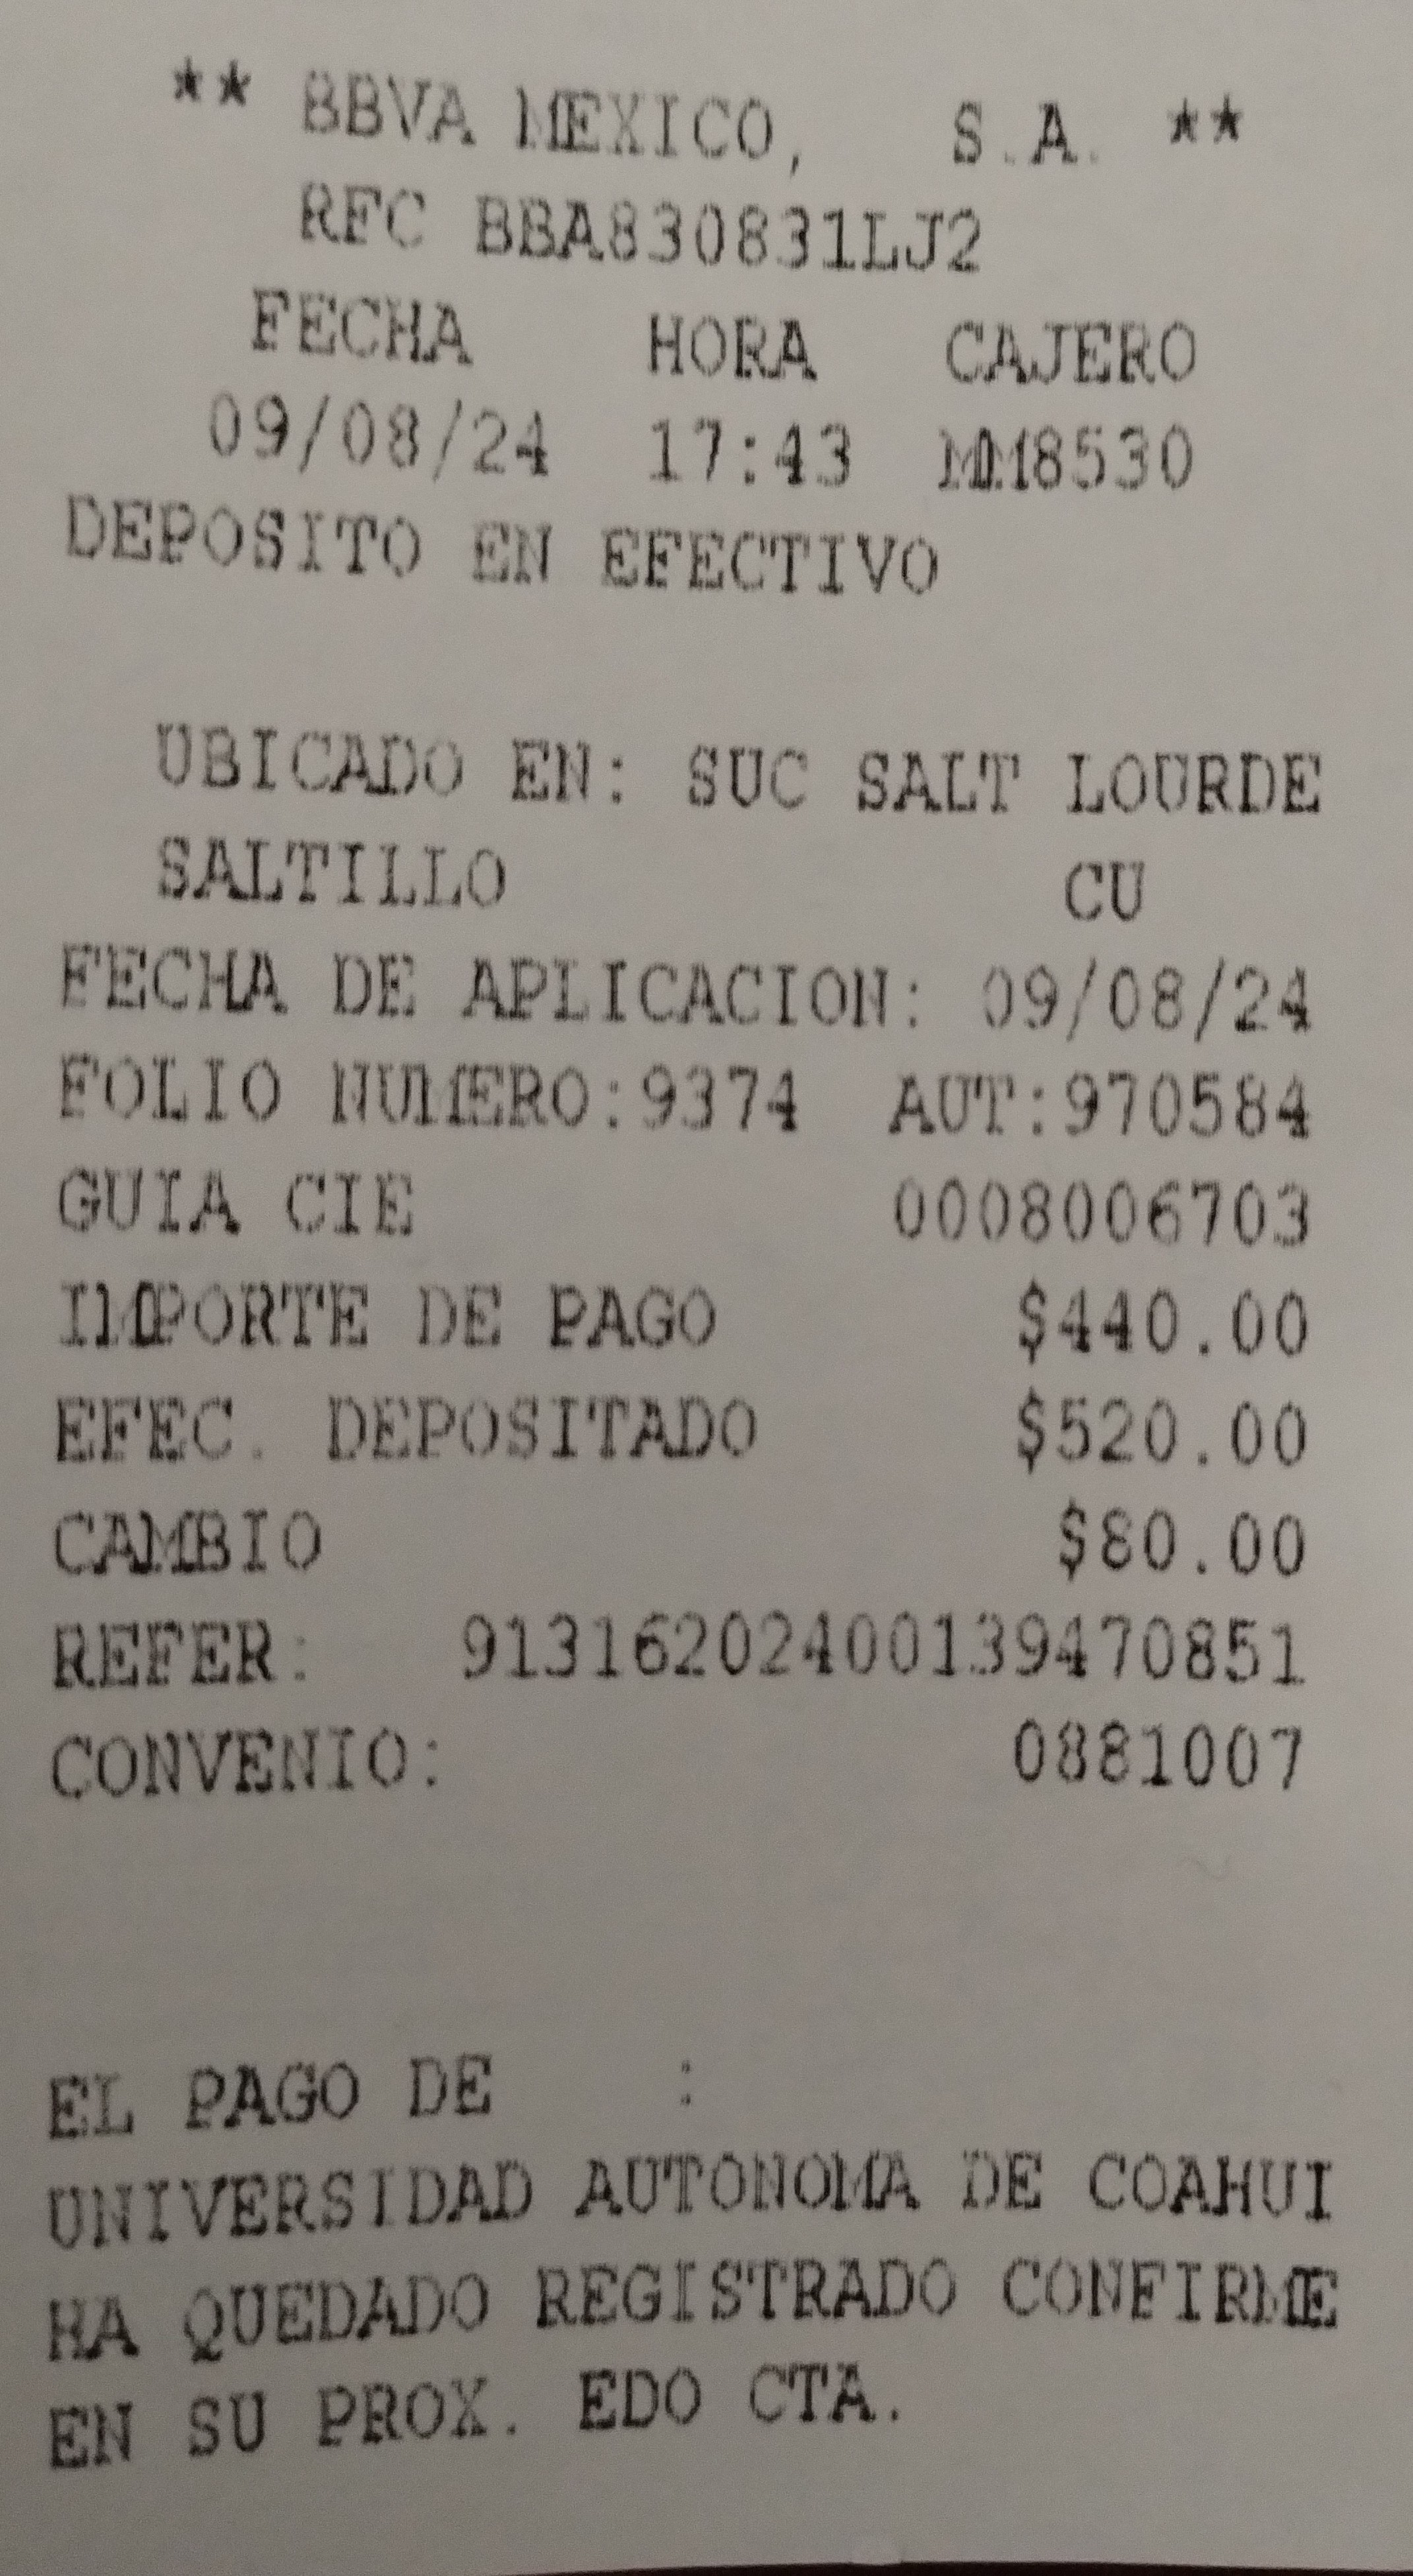 ** BBVA MEXICO, S.A. **
RFC BBA830831LJ2
FECHA HORA CAJERO
09/08/24 17:43 MM8530
DEPOSITO EN EFECTIVO
UBICADO EN: SUC SALT LOURDE
SALTILLO CU
FECHA DE APLICACION: 09/08/24
FOLIO NUMERO:9374 AUT:970584
GUIA CIE 0008006703
IMPORTE DE PAGO $440.00
EFEC. DEPOSITADO $520.00
CAMBIO $80.00
REFER: 91316202400139470851
CONVENIO: 0881007
EL PAGO DE :
UNIVERSIDAD AUTONOMA DE COAHUI
HA QUEDADO REGISTRADO CONFIRME
EN SU PROX. EDO CTA.